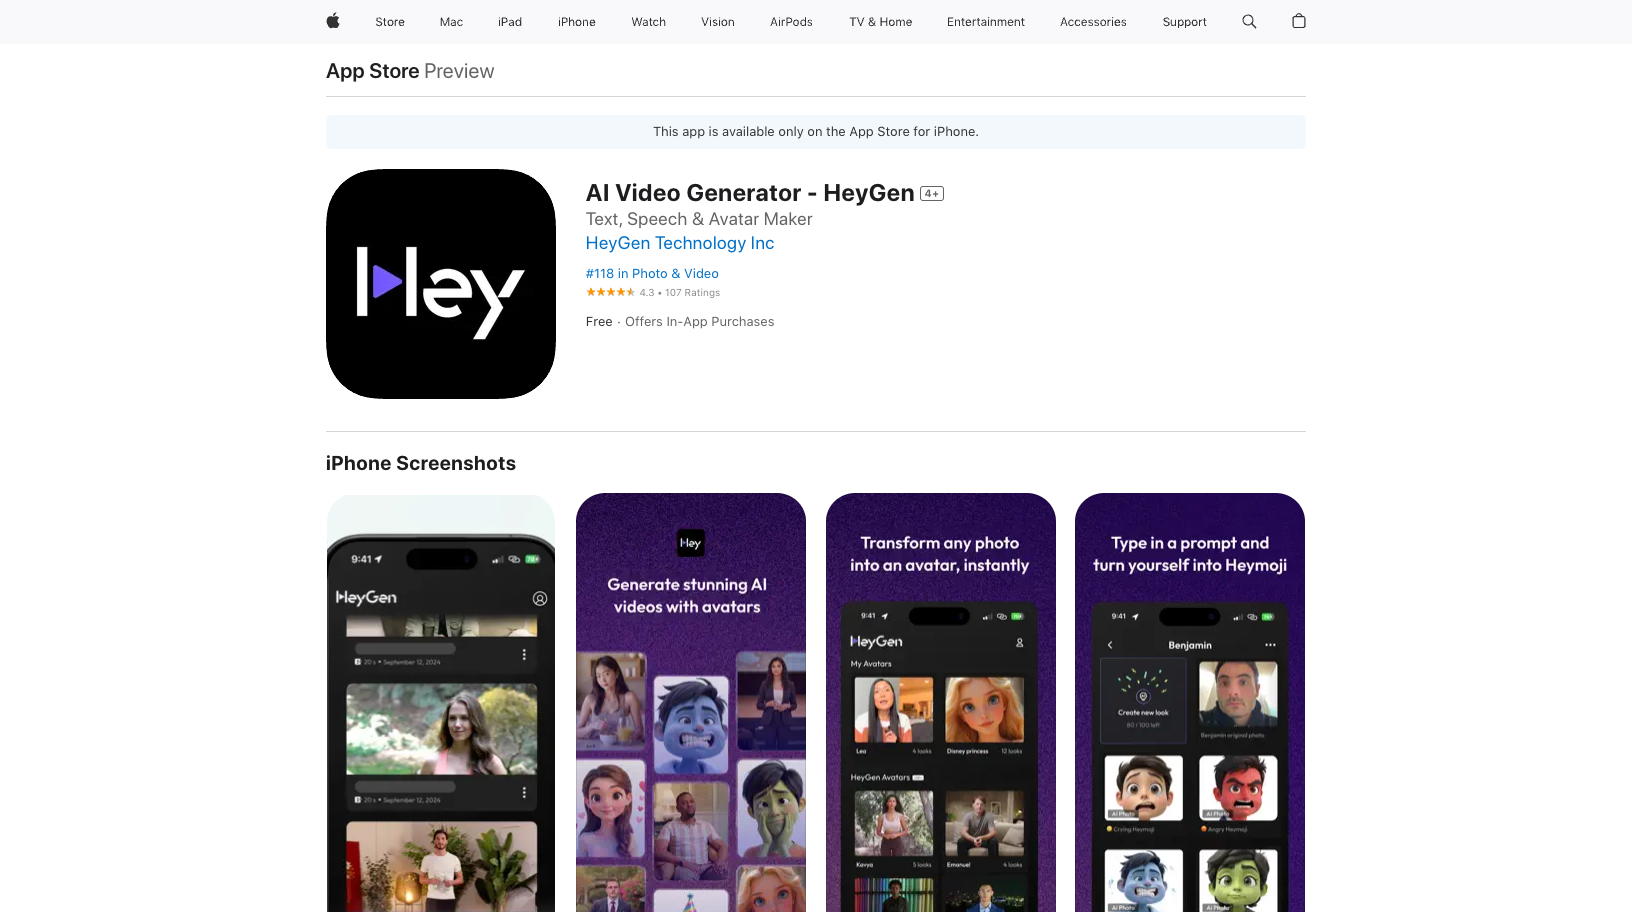 Store Mac iPad iPhone Watch Vision AirPods TV & Home Entertainment Accessories Support
App Store Preview
This app is available only on the App Store for iPhone.
Hey
AI Video Generator - HeyGen 4+
Text, Speech & Avatar Maker
HeyGen Technology Inc
#118 in Photo & Video
4.3 • 107 Ratings
Free · Offers In-App Purchases
iPhone Screenshots
9:41
HeyGen
20 s • September 12, 2024
20 s • September 12, 2024
Hey
Generate stunning AI
videos with avatars
Transform any photo
into an avatar, instantly
9:41
HeyGen
My Avatars
Lea 4 looks
Disney princess 12 looks
HeyGen Avatars
Kavya 5 looks
Emanuel 4 looks
Type in a prompt and
turn yourself into Heymoji
9:41
Benjamin
Create new look
80 / 100 left
Benjamin original photo
AI Photo
AI Photo
Crying Heymoji
Angry Heymoji
AI Photo
AI Photo